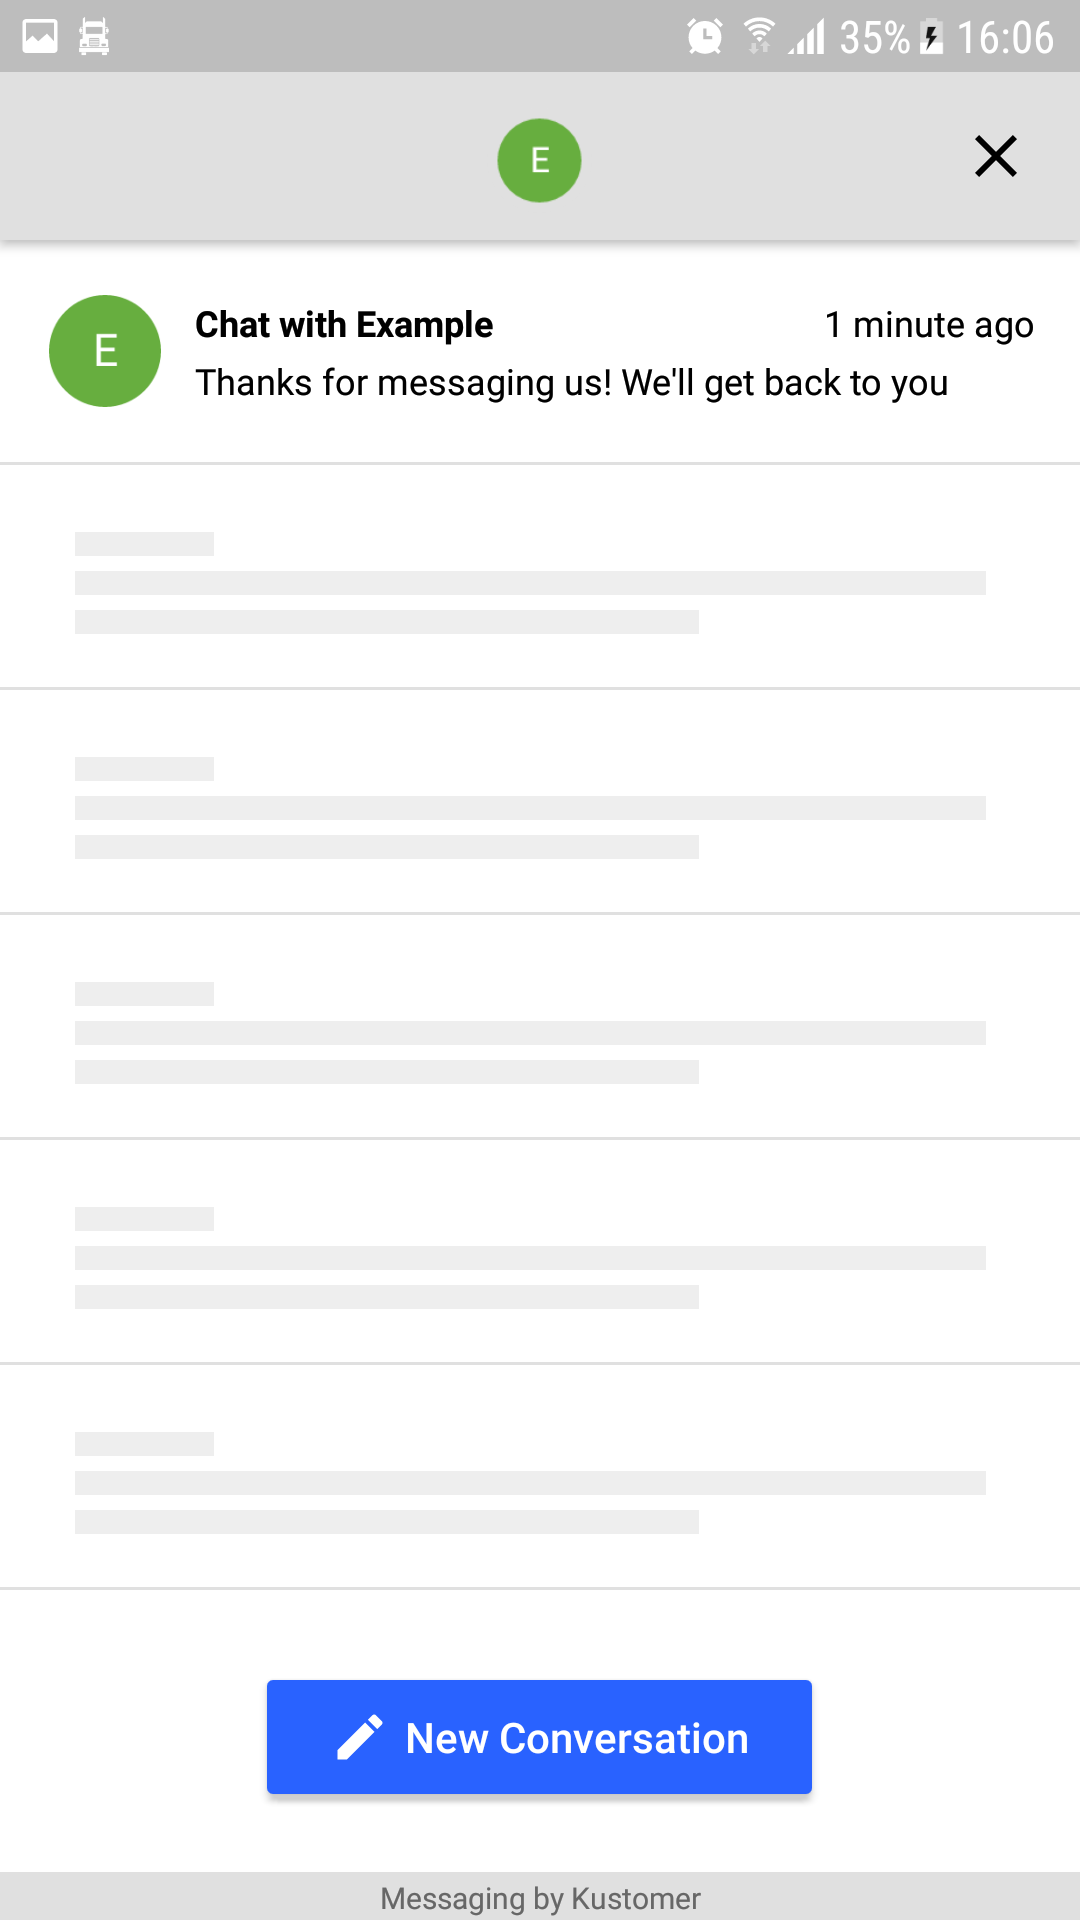 35% 16:06
E
E
Chat with Example 1 minute ago
Thanks for messaging us! We'll get back to you
New Conversation
Messaging by Kustomer